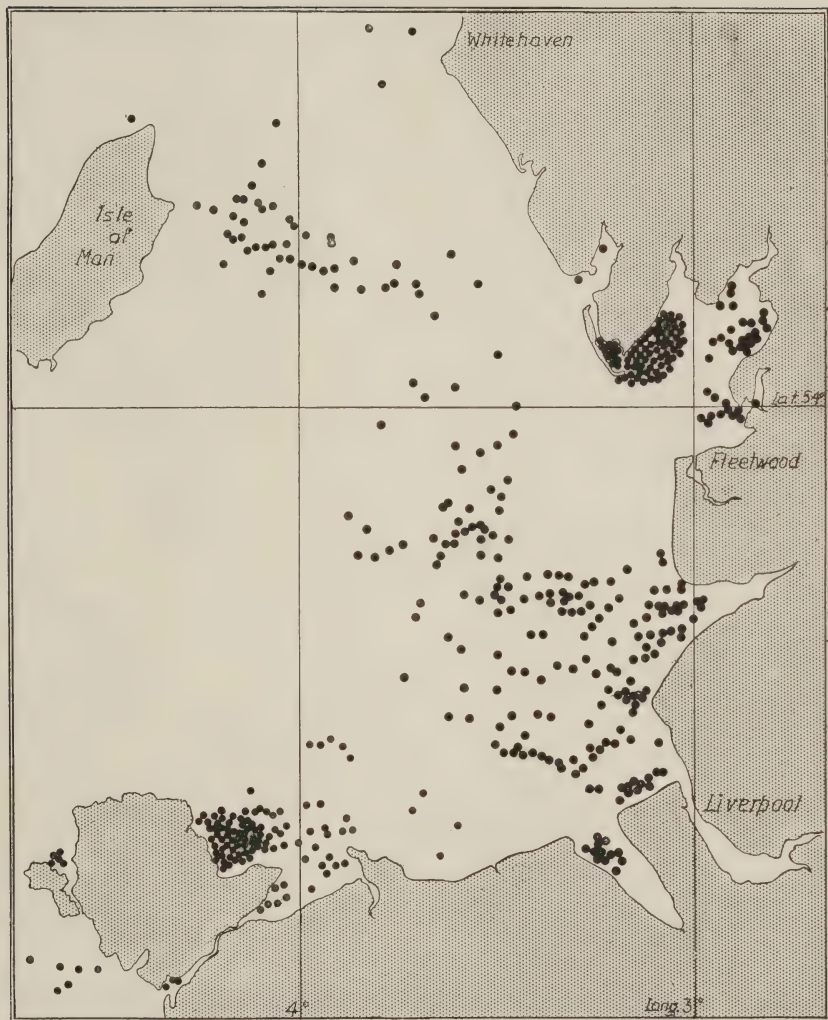 Whitehaven
Isle
of
Man
Lat. 54°
Fleetwood
Liverpool
4°
Long. 3°